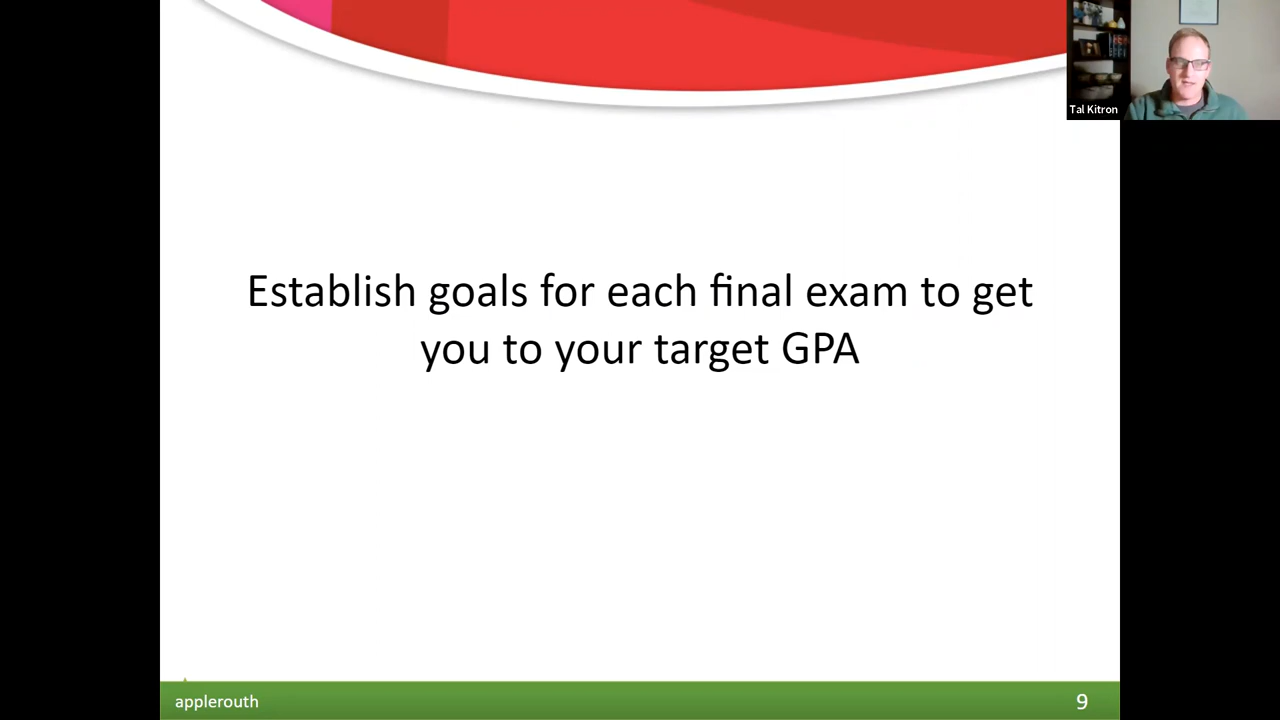 Tal Kitron
Establish goals for each final exam to get
you to your target GPA
applerouth
9